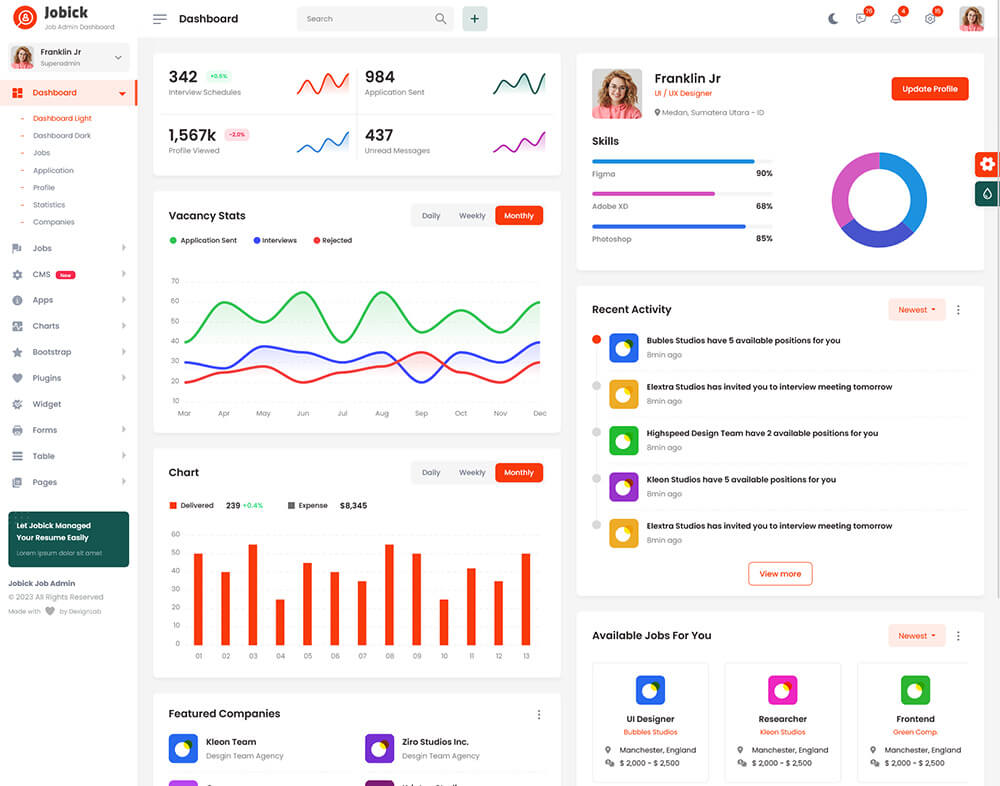 Jobick
Job Admin Dashboard
Dashboard
Search
+
76
4
15
Franklin Jr
Superadmin
Dashboard
Dashboard Light
Dashboard Dark
Jobs
Application
Profile
Statistics
Companies
Jobs
CMS New
Apps
Charts
Bootstrap
Plugins
Widget
Forms
Table
Pages
Let Jobick Managed
Your Resume Easily
Lorem ipsum dolor sit amet
Jobick Job Admin
© 2023 All Rights Reserved
Made with by DexignLab
342 +0.5%
Interview Schedules
984
Application Sent
1,567k -2.0%
Profile Viewed
437
Unread Messages
Vacancy Stats
Daily Weekly Monthly
Application Sent Interviews Rejected
70
60
50
40
30
20
10
Mar Apr May Jun Jul Aug Sep Oct Nov Dec
Chart
Daily Weekly Monthly
Delivered 239 +0.4% Expense $8,345
60
50
40
30
20
10
0
01 02 03 04 05 06 07 08 09 10 11 12 13
Featured Companies
Kleon Team
Desgin Team Agency
Ziro Studios Inc.
Desgin Team Agency
Franklin Jr
UI / UX Designer
Medan, Sumatera Utara - ID
Update Profile
Skills
Figma 90%
Adobe XD 68%
Photoshop 85%
Recent Activity
Newest
Bubles Studios have 5 available positions for you
8min ago
Elextra Studios has invited you to interview meeting tomorrow
8min ago
Highspeed Design Team have 2 available positions for you
8min ago
Kleon Studios have 5 available positions for you
8min ago
Elextra Studios has invited you to interview meeting tomorrow
8min ago
View more
Available Jobs For You
Newest
UI Designer
Bubbles Studios
Manchester, England
$ 2,000 - $ 2,500
Researcher
Kleon Studios
Manchester, England
$ 2,000 - $ 2,500
Frontend
Green Comp.
Manchester, England
$ 2,000 - $ 2,500